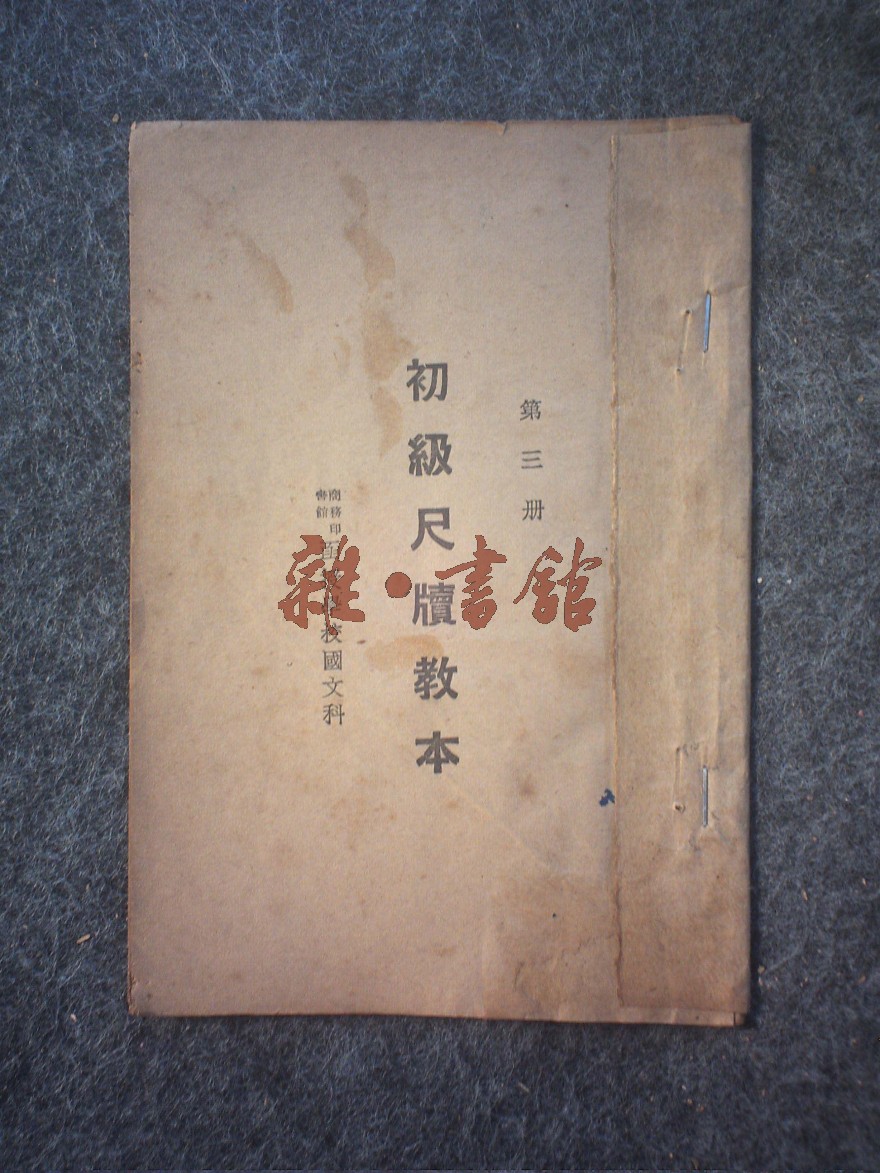 第三册
初級尺牘教本
商務印
書館
校國文科
雜·書館